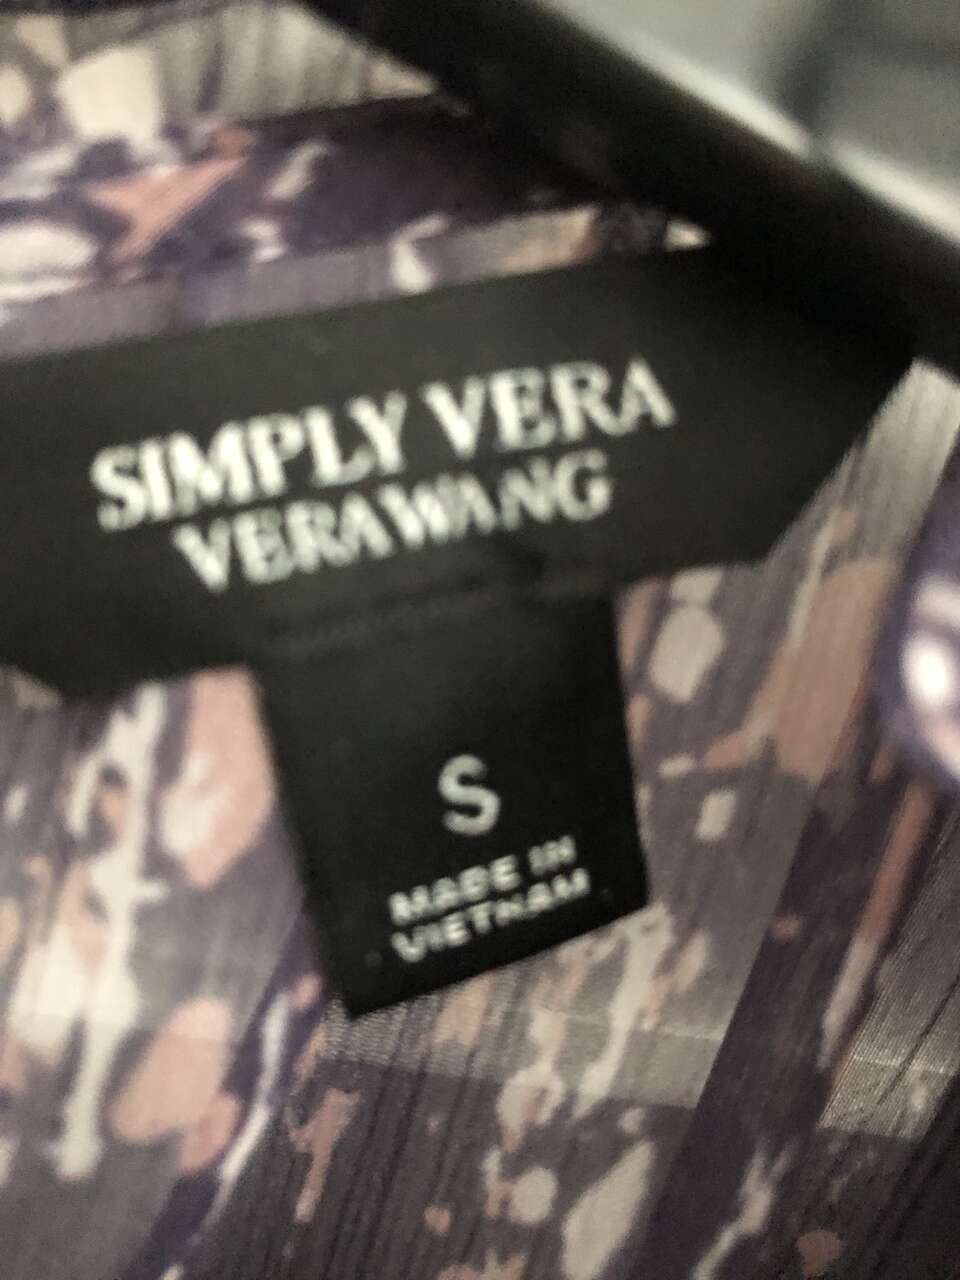 SIMPLY VERA
VERAWANG
S
MADE IN
VIETNAM